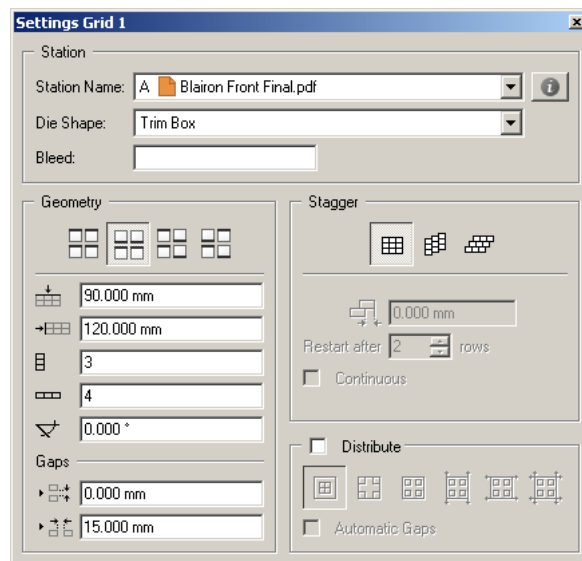 Settings Grid 1
Station
Station Name: A Blairon Front Final.pdf
Die Shape: Trim Box
Bleed:
Geometry
90.000 mm
120.000 mm
3
4
0.000 °
Gaps
0.000 mm
15.000 mm
Stagger
0.000 mm
Restart after 2 rows
Continuous
Distribute
Automatic Gaps